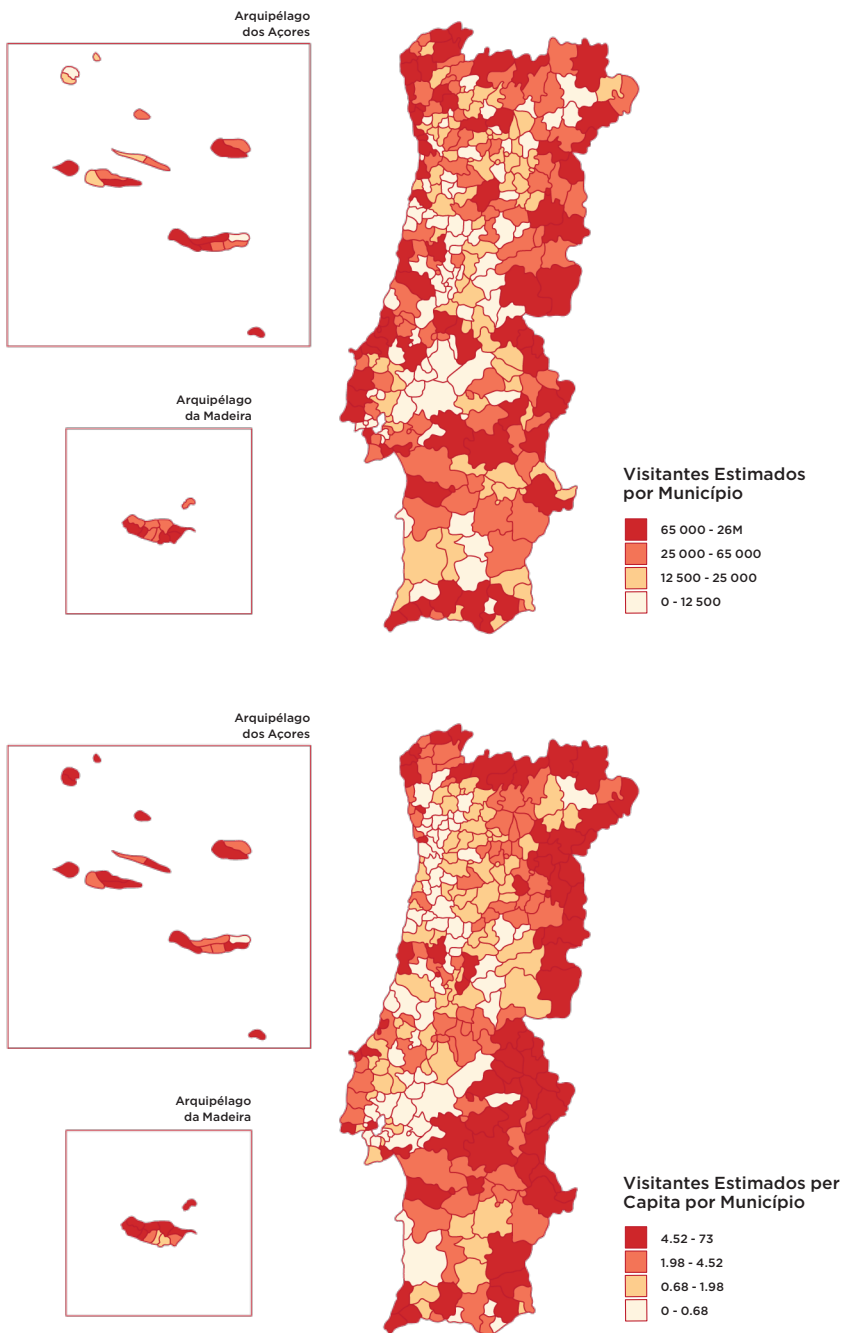 Arquipélago
dos Açores
Arquipélago
da Madeira
Visitantes Estimados
por Município
65 000 - 26M
25 000 - 65 000
12 500 - 25 000
0 - 12 500
Arquipélago
dos Açores
Arquipélago
da Madeira
Visitantes Estimados per
Capita por Município
4.52 - 73
1.98 - 4.52
0.68 - 1.98
0 - 0.68